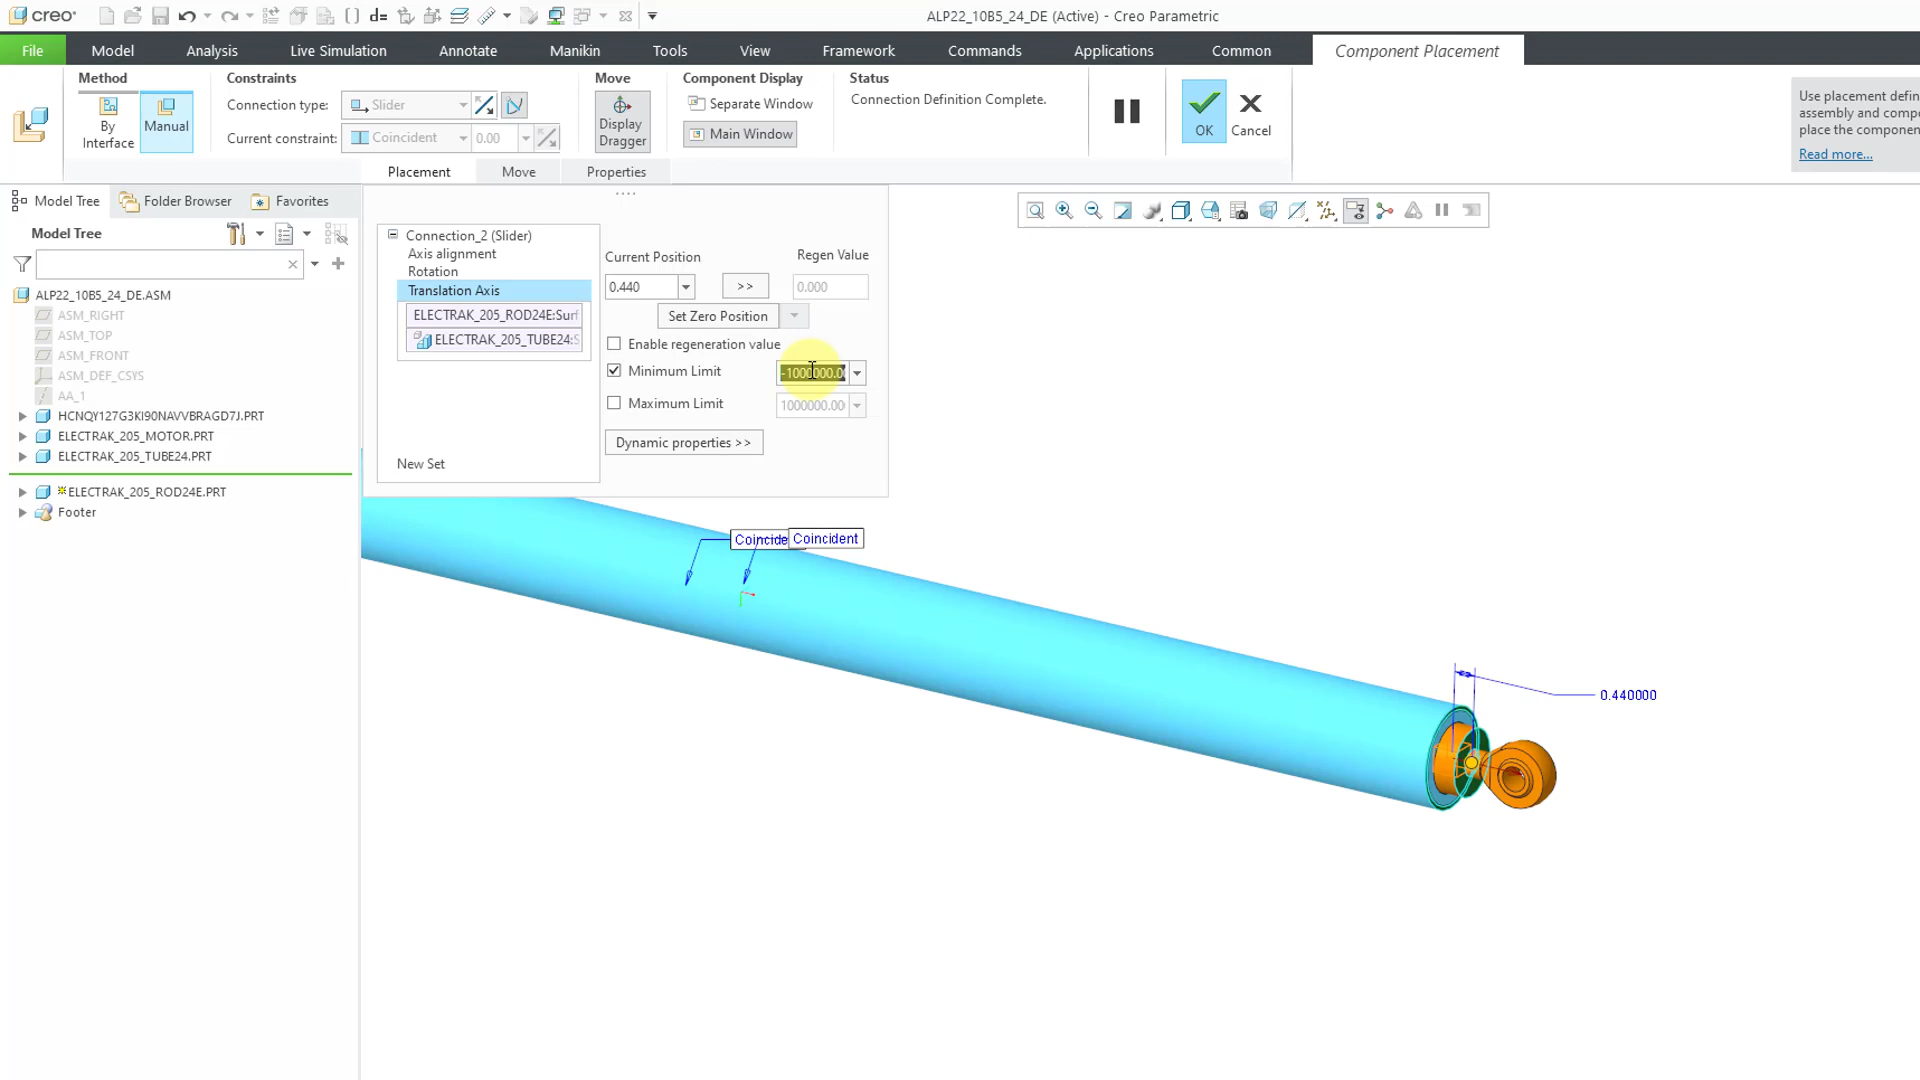 creo
d=
ALP22_10B5_24_DE (Active) - Creo Parametric
File
Model
Analysis
Live Simulation
Annotate
Manikin
Tools
View
Framework
Commands
Applications
Common
Component Placement
Method
By
Interface
Manual
Constraints
Connection type:
Slider
Current constraint:
Coincident
0.00
Move
Display
Dragger
Component Display
Separate Window
Main Window
Status
Connection Definition Complete.
OK
Cancel
Use placement defin
assembly and compo
place the component
Read more...
Placement
Move
Properties
Model Tree
Folder Browser
Favorites
Model Tree
ALP22_10B5_24_DE.ASM
ASM_RIGHT
ASM_TOP
ASM_FRONT
ASM_DEF_CSYS
AA_1
HCNQY127G3KI90NAVVBRAGD7J.PRT
ELECTRAK_205_MOTOR.PRT
ELECTRAK_205_TUBE24.PRT
ELECTRAK_205_ROD24E.PRT
Footer
Connection_2 (Slider)
Axis alignment
Rotation
Translation Axis
ELECTRAK_205_ROD24E:Surf
ELECTRAK_205_TUBE24:S
New Set
Current Position
Regen Value
0.440
>>
0.000
Set Zero Position
Enable regeneration value
Minimum Limit
-1000000.00
Maximum Limit
1000000.00
Dynamic properties >>
Coincide
Coincident
0.440000